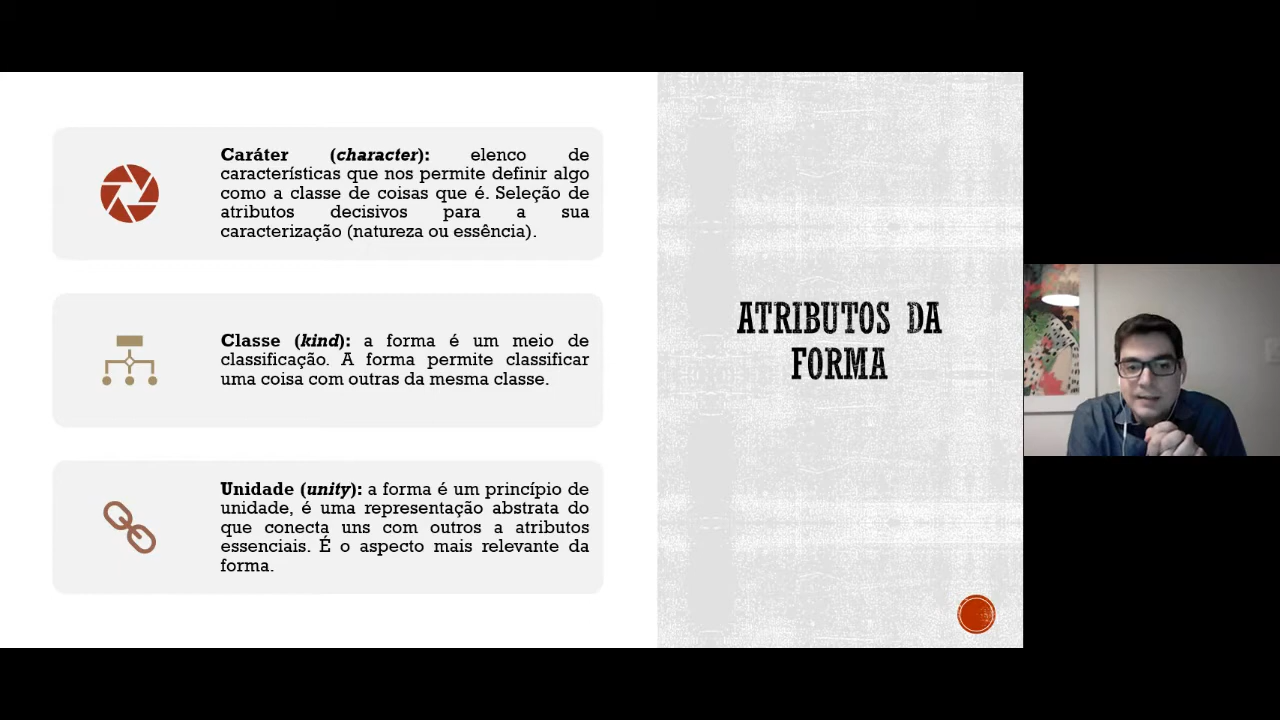 Caráter (character): elenco de
características que nos permite definir algo
como a classe de coisas que é. Seleção de
atributos decisivos para a sua
caracterização (natureza ou essência).
Classe (kind): a forma é um meio de
classificação. A forma permite classificar
uma coisa com outras da mesma classe.
Unidade (unity): a forma é um princípio de
unidade, é uma representação abstrata do
que conecta uns com outros a atributos
essenciais. É o aspecto mais relevante da
forma.
ATRIBUTOS DA
FORMA